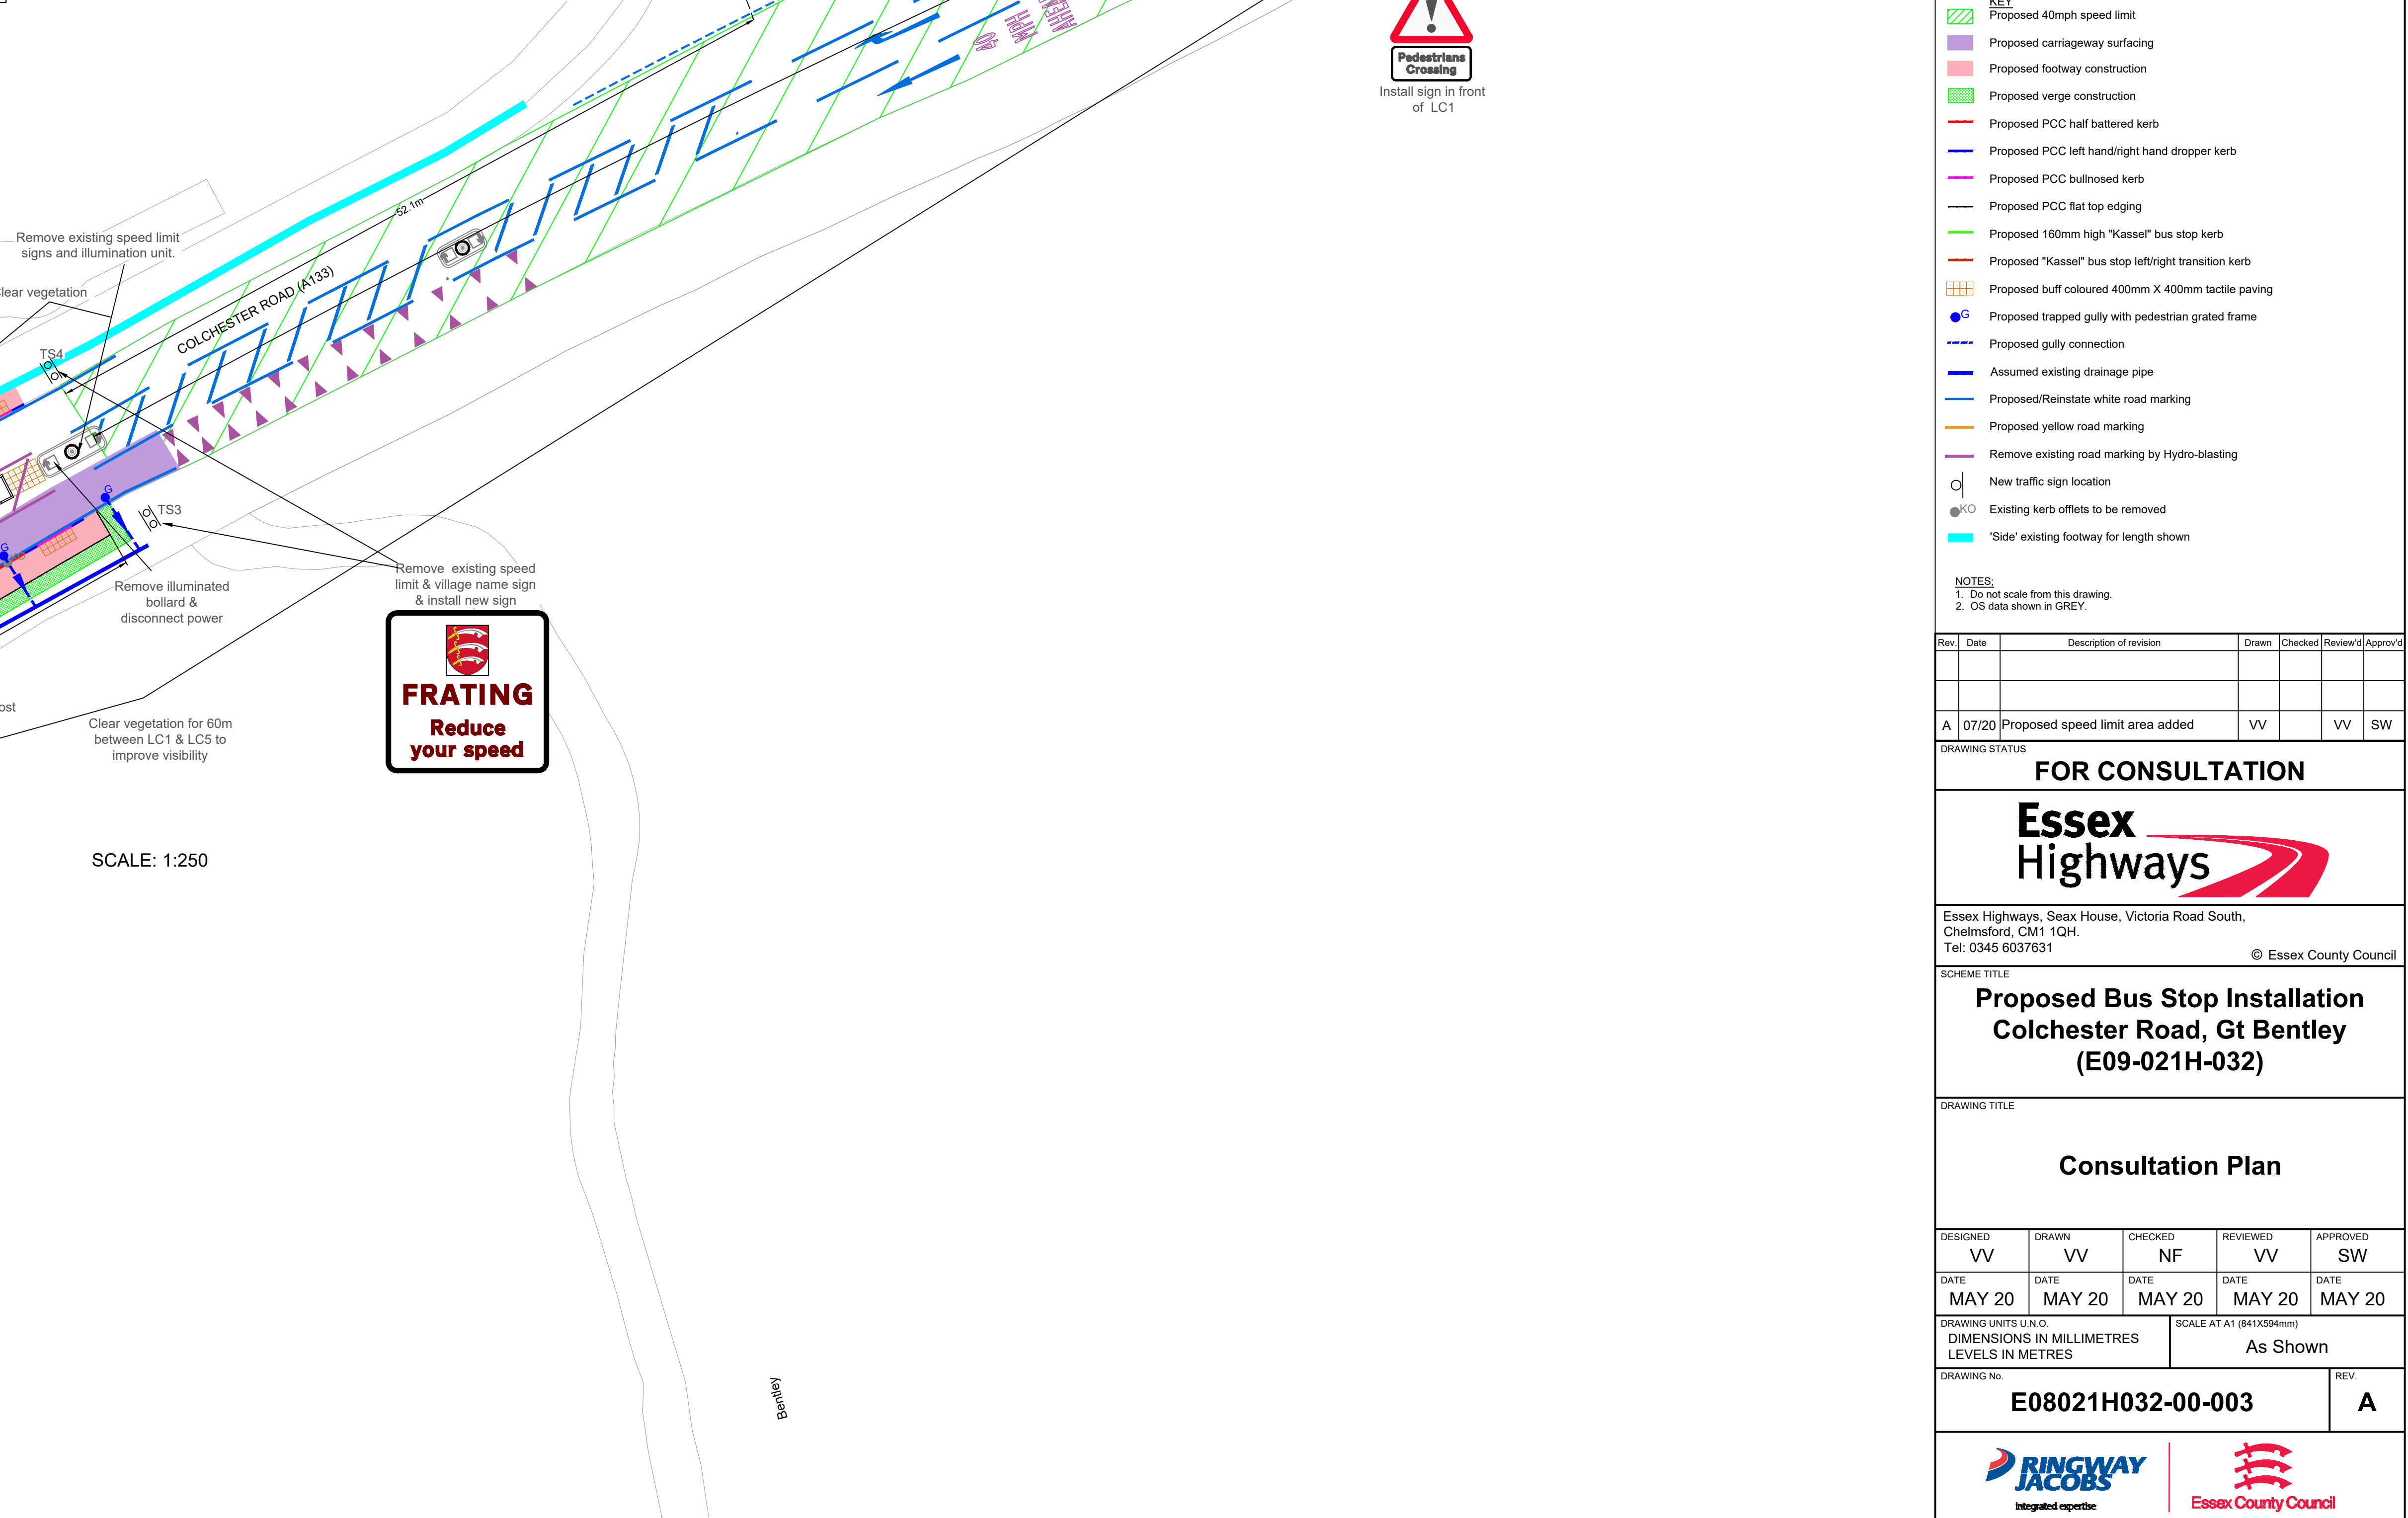 Pedestrians
Crossing
Install sign in front
of LC1
40
MPH
52.1m
COLCHESTER ROAD (A133)
Remove existing speed limit
signs and illumination unit.
lear vegetation
TS4
G
TS3
G
KO
Remove illuminated
bollard &
disconnect power
Remove existing speed
limit & village name sign
& install new sign
FRATING
Reduce
your speed
ost
Clear vegetation for 60m
between LC1 & LC5 to
improve visibility
SCALE: 1:250
Bentley
KEY
Proposed 40mph speed limit
Proposed carriageway surfacing
Proposed footway construction
Proposed verge construction
Proposed PCC half battered kerb
Proposed PCC left hand/right hand dropper kerb
Proposed PCC bullnosed kerb
Proposed PCC flat top edging
Proposed 160mm high "Kassel" bus stop kerb
Proposed "Kassel" bus stop left/right transition kerb
Proposed buff coloured 400mm X 400mm tactile paving
G Proposed trapped gully with pedestrian grated frame
Proposed gully connection
Assumed existing drainage pipe
Proposed/Reinstate white road marking
Proposed yellow road marking
Remove existing road marking by Hydro-blasting
New traffic sign location
KO Existing kerb offlets to be removed
'Side' existing footway for length shown
NOTES;
1. Do not scale from this drawing.
2. OS data shown in GREY.
Rev. Date Description of revision Drawn Checked Review'd Approv'd
A 07/20 Proposed speed limit area added VV VV SW
DRAWING STATUS
FOR CONSULTATION
Essex
Highways
Essex Highways, Seax House, Victoria Road South,
Chelmsford, CM1 1QH.
Tel: 0345 6037631
© Essex County Council
SCHEME TITLE
Proposed Bus Stop Installation
Colchester Road, Gt Bentley
(E09-021H-032)
DRAWING TITLE
Consultation Plan
DESIGNED DRAWN CHECKED REVIEWED APPROVED
VV VV NF VV SW
DATE DATE DATE DATE DATE
MAY 20 MAY 20 MAY 20 MAY 20 MAY 20
DRAWING UNITS U.N.O. SCALE AT A1 (841X594mm)
DIMENSIONS IN MILLIMETRES
LEVELS IN METRES
As Shown
DRAWING No. REV.
E08021H032-00-003 A
RINGWAY
JACOBS
integrated expertise
Essex County Council